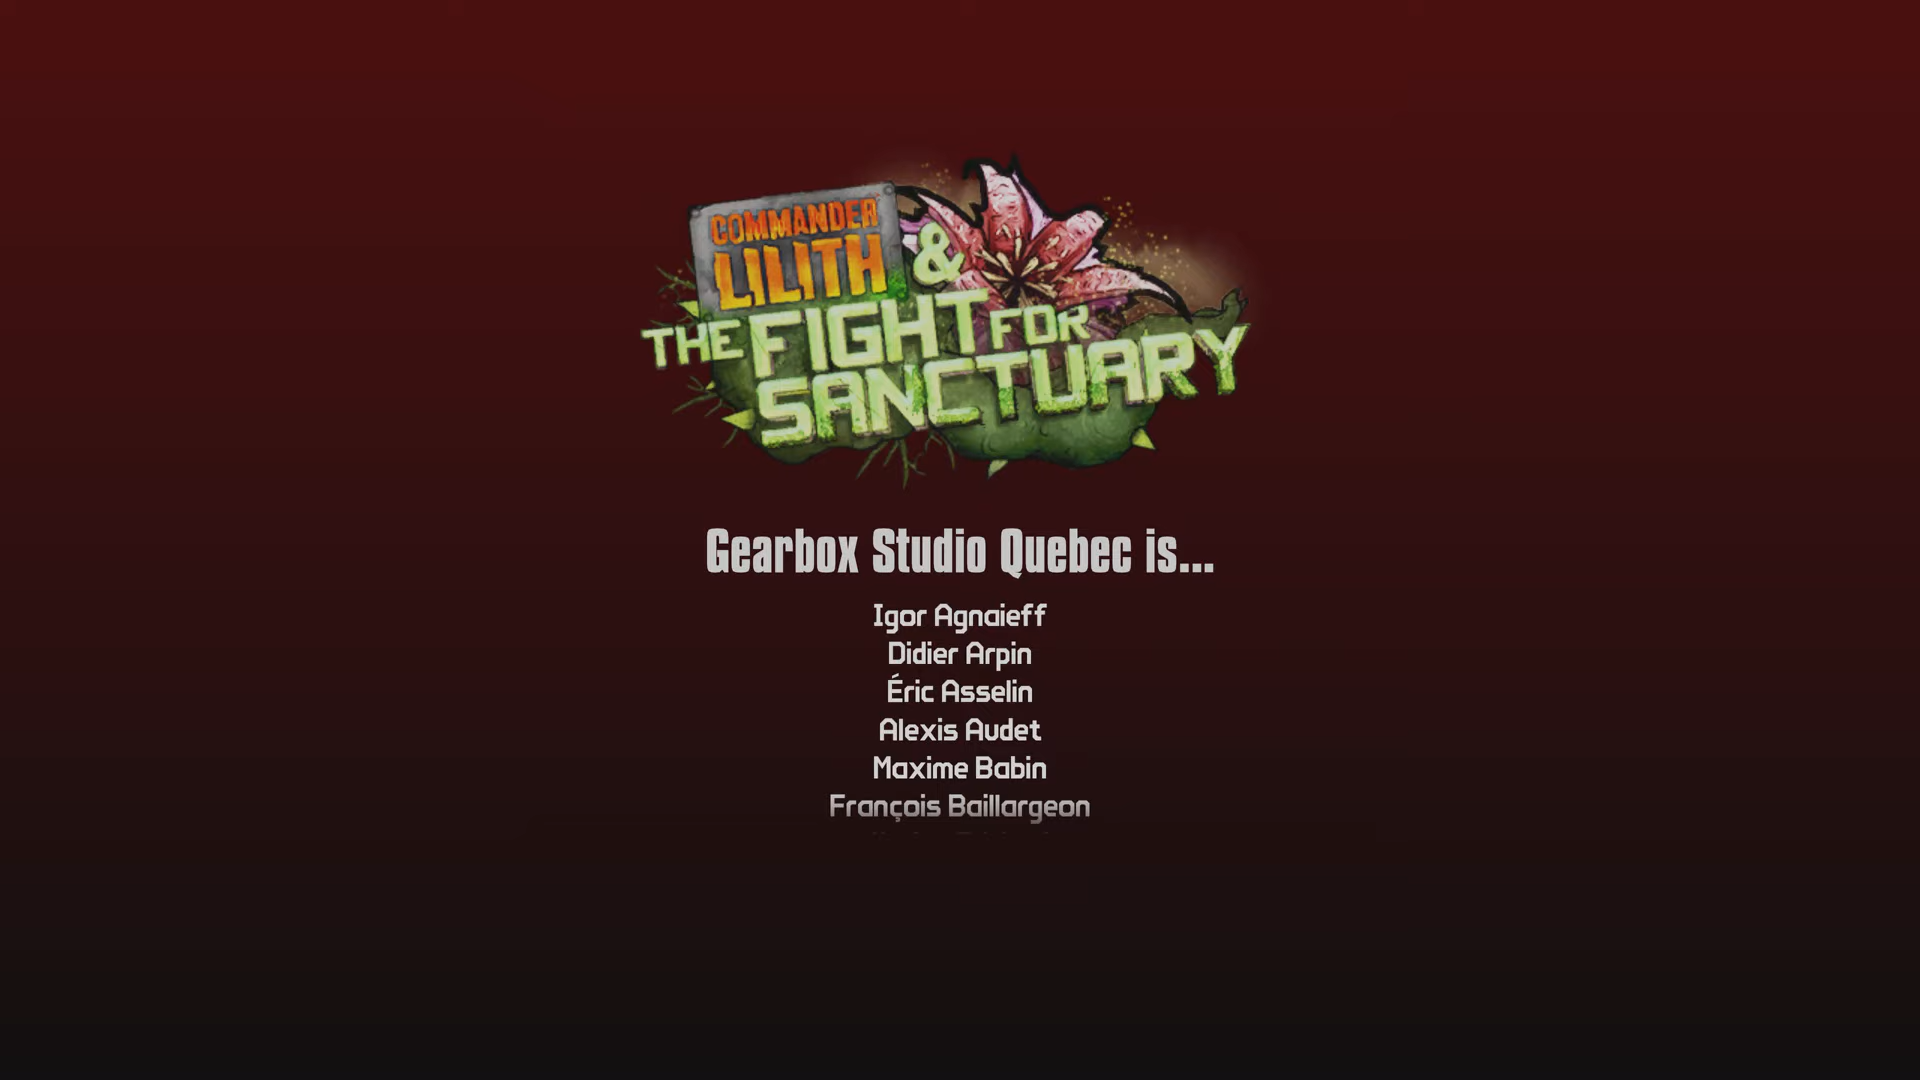 COMMANDER
LILITH
&
THE FIGHT FOR
SANCTUARY
Gearbox Studio Quebec is...
Igor Agnaieff
Didier Arpin
Éric Asselin
Alexis Audet
Maxime Babin
François Baillargeon